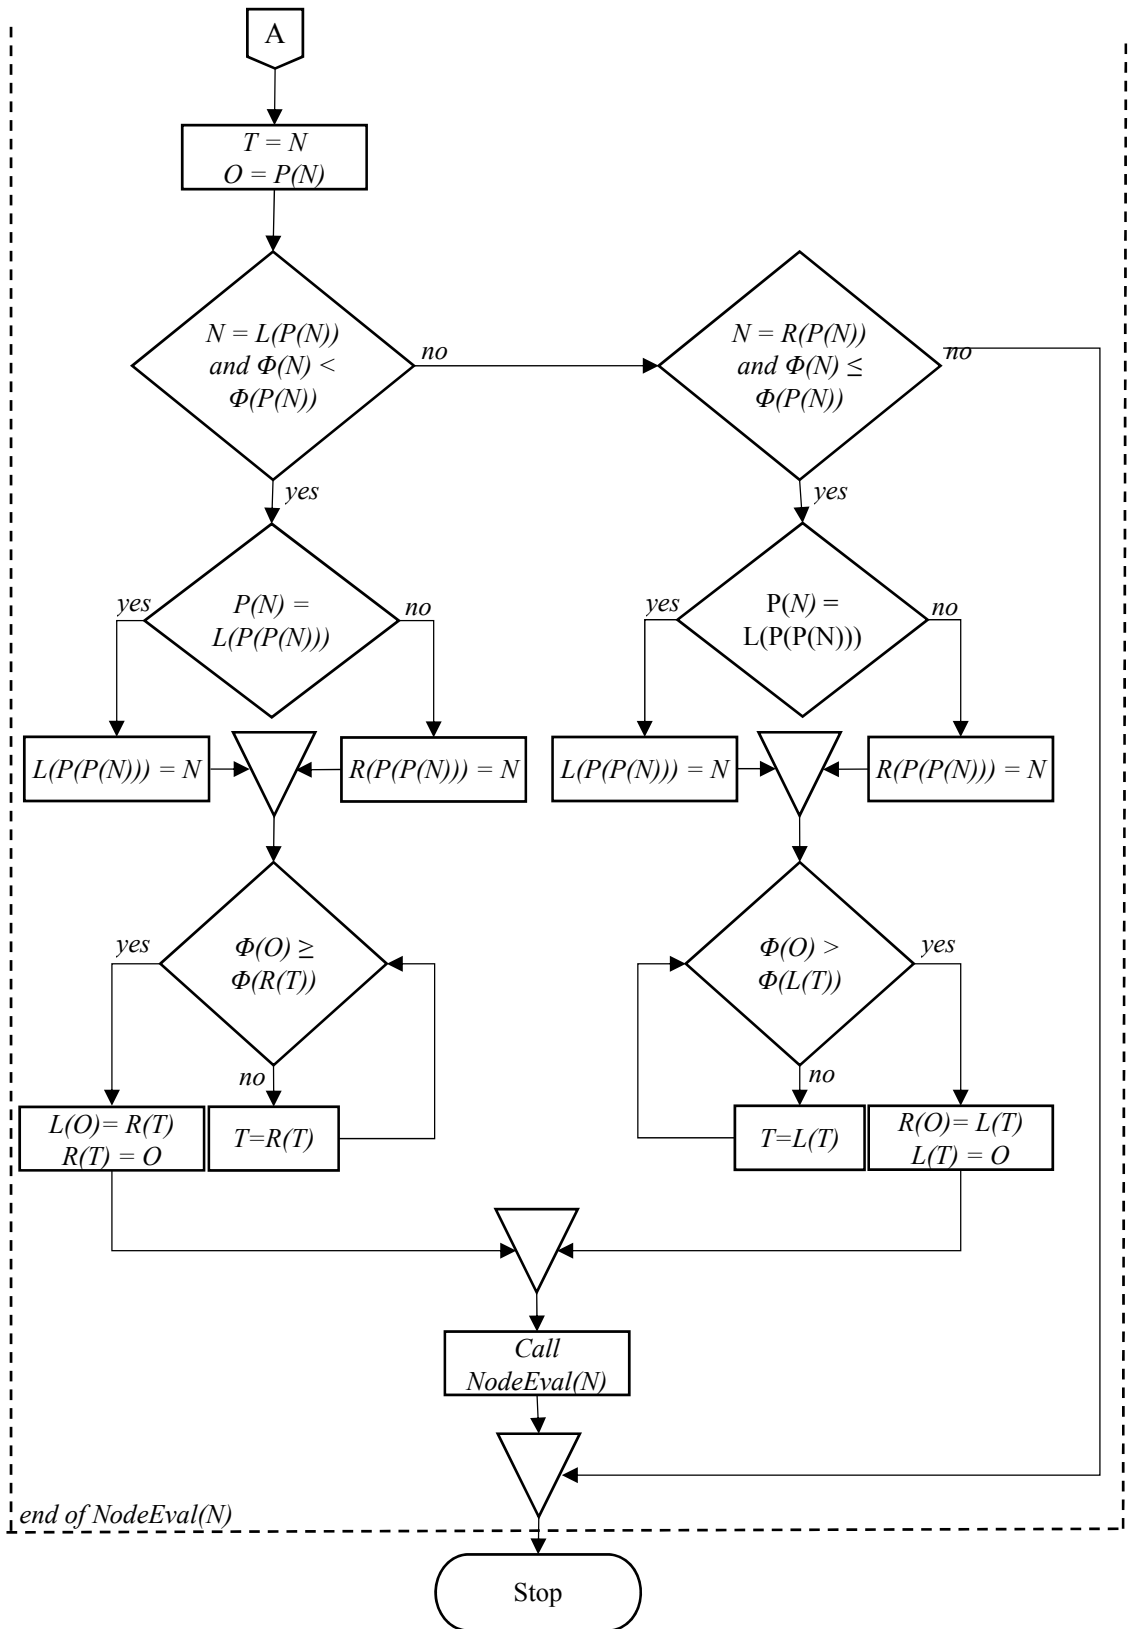 A
T = N
O = P(N)
N = L(P(N))
and Φ(N) <
Φ(P(N))
no
N = R(P(N))
and Φ(N) ≤
Φ(P(N))
no
yes
yes
yes
P(N) =
L(P(P(N)))
no
yes
P(N) =
L(P(P(N)))
no
L(P(P(N))) = N
R(P(P(N))) = N
L(P(P(N))) = N
R(P(P(N))) = N
yes
Φ(O) ≥
Φ(R(T))
Φ(O) >
Φ(L(T))
yes
no
no
L(O)= R(T)
R(T) = O
T=R(T)
T=L(T)
R(O)= L(T)
L(T) = O
Call
NodeEval(N)
end of NodeEval(N)
Stop